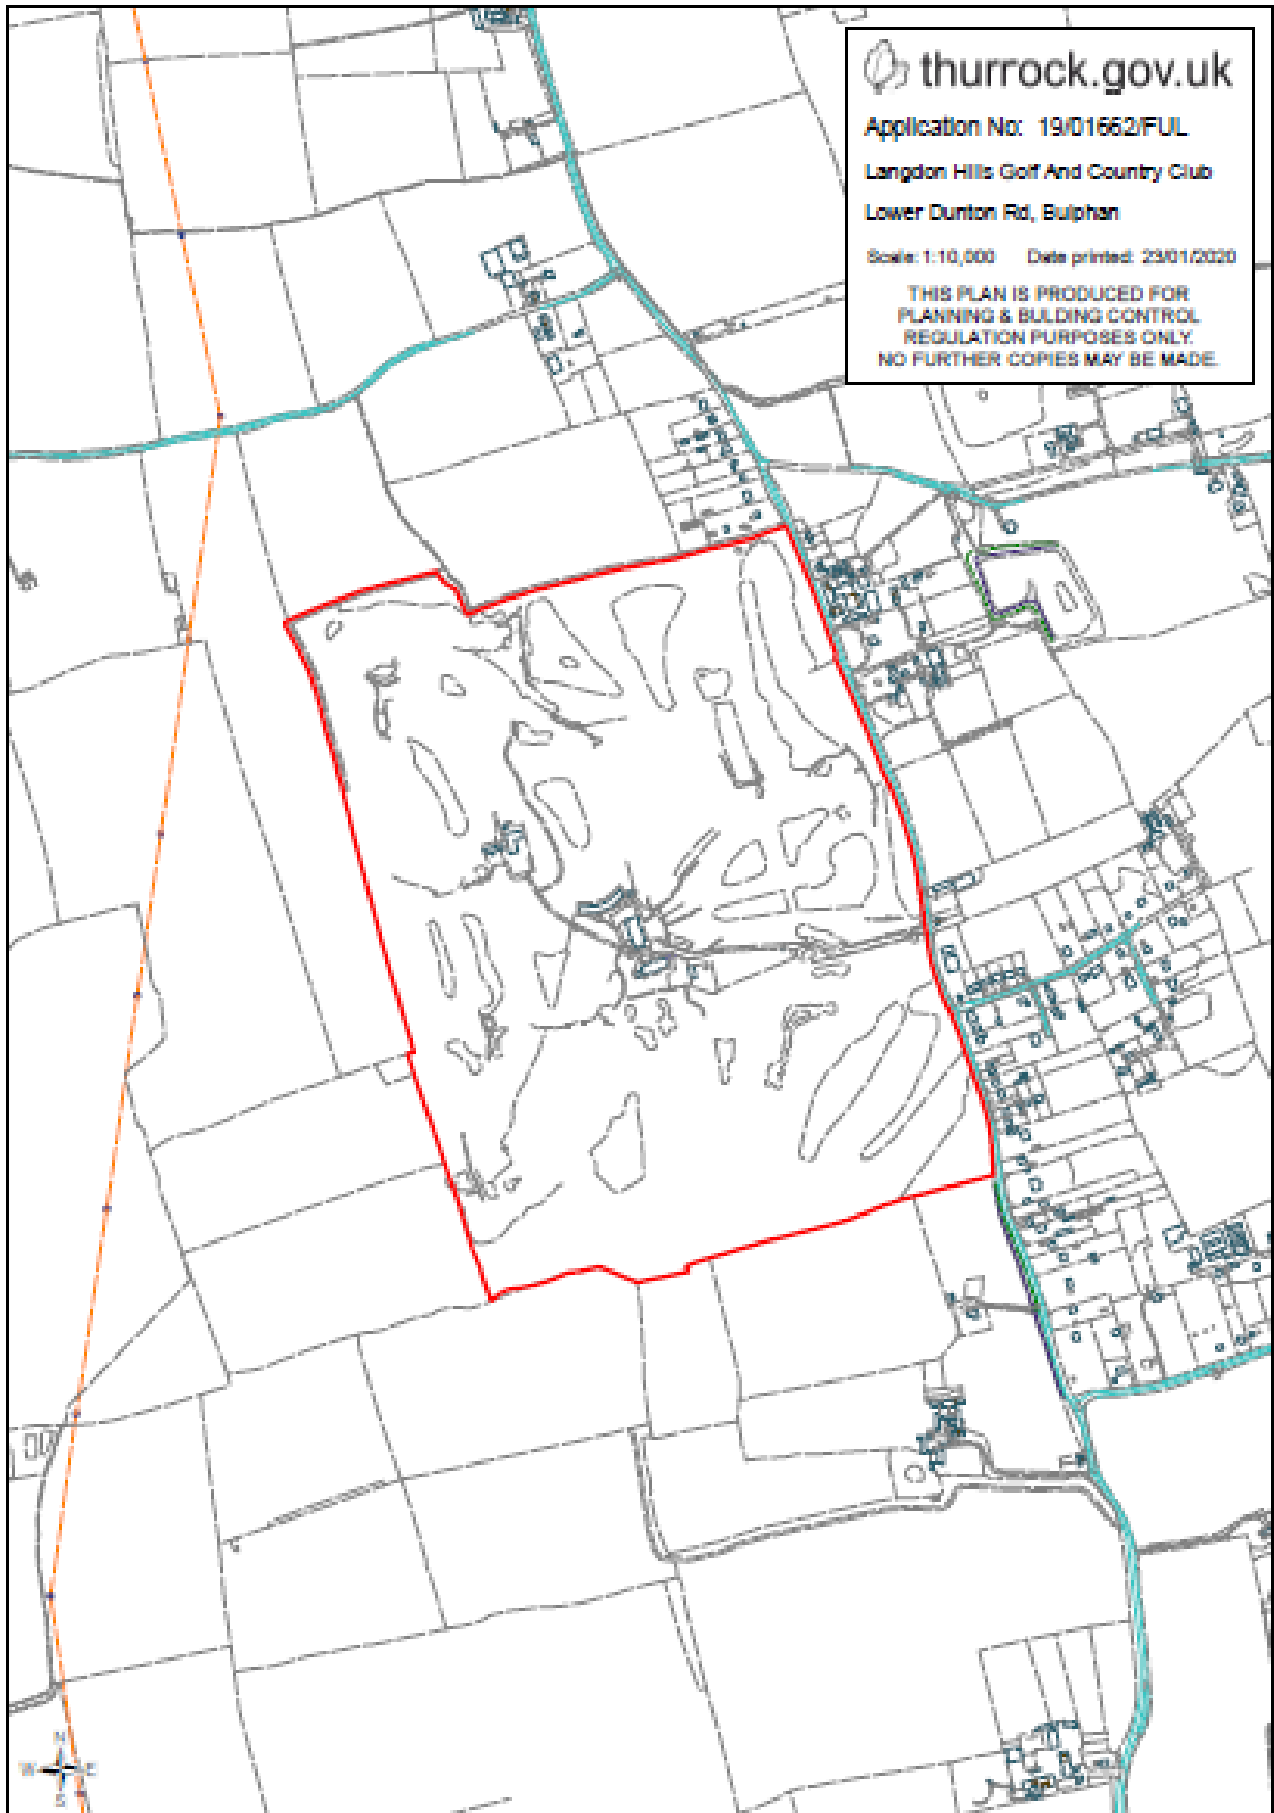 thurrock.gov.uk
Application No: 19/01662/FUL
Langdon Hills Golf And Country Club
Lower Dunton Rd, Bulphan
Scale: 1:10,000 Date printed: 29/01/2020
THIS PLAN IS PRODUCED FOR
PLANNING & BULDING CONTROL
REGULATION PURPOSES ONLY.
NO FURTHER COPIES MAY BE MADE.
N
W E
S